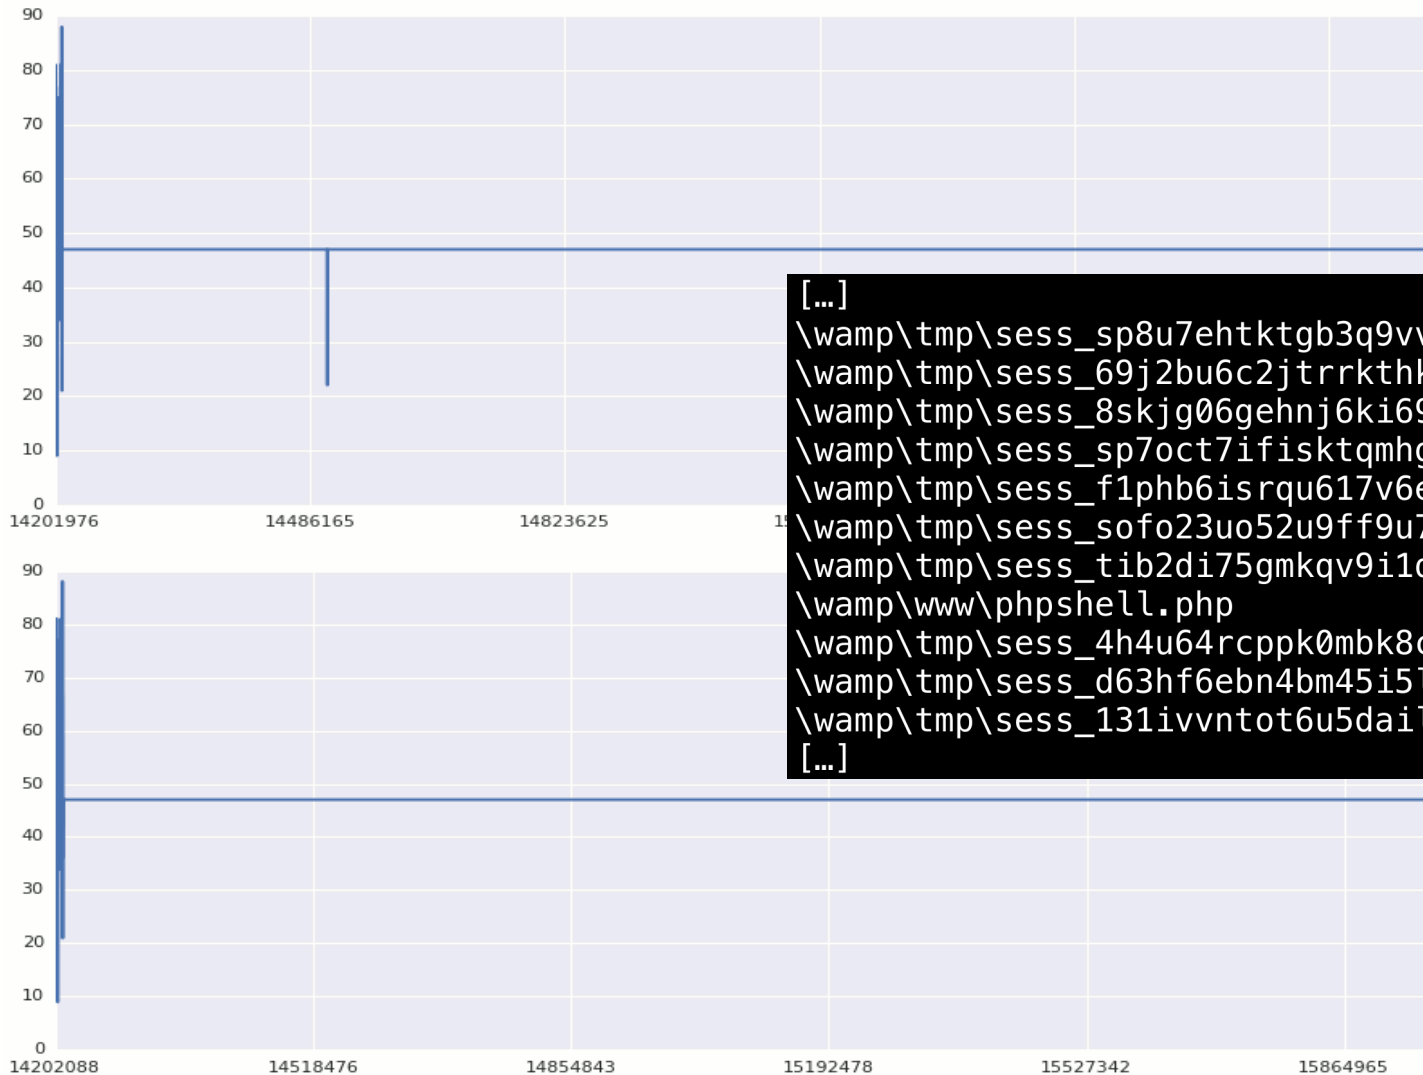 90
80
70
60
50
40
30
20
10
0
14201976 14486165 14823625
[…]
\wamp\tmp\sess_sp8u7ehtktgb3q9v
\wamp\tmp\sess_69j2bu6c2jtrrkth
\wamp\tmp\sess_8skjg06gehnj6ki6
\wamp\tmp\sess_sp7oct7ifisktqmh
\wamp\tmp\sess_f1phb6isrqu617v6
\wamp\tmp\sess_sofo23uo52u9ff9u
\wamp\tmp\sess_tib2di75gmkqv9i1
\wamp\www\phpshell.php
\wamp\tmp\sess_4h4u64rcppk0mbk8
\wamp\tmp\sess_d63hf6ebn4bm45i5
\wamp\tmp\sess_131ivvntot6u5dai
[…]
90
80
70
60
50
40
30
20
10
0
14202088 14518476 14854843 15192478 15527342 15864965